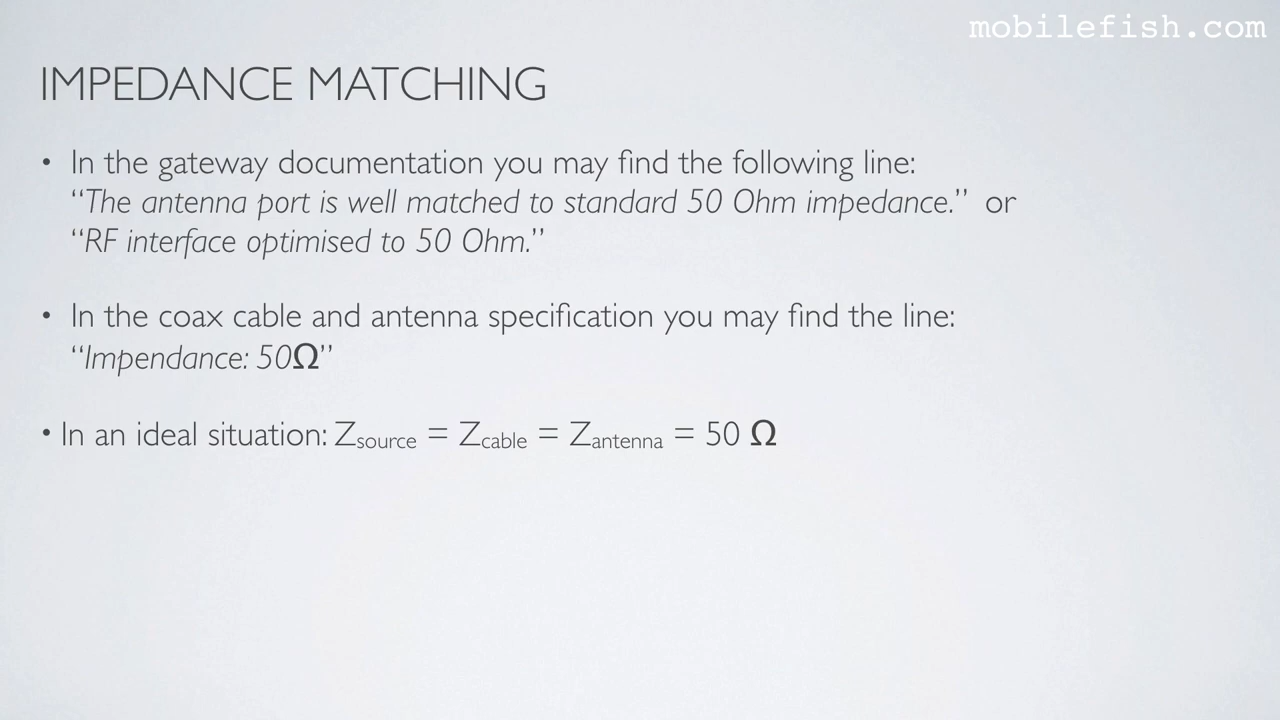 mobilefish.com
IMPEDANCE MATCHING
• In the gateway documentation you may find the following line:
“The antenna port is well matched to standard 50 Ohm impedance.” or
“RF interface optimised to 50 Ohm.”
• In the coax cable and antenna specification you may find the line:
“Impendance: 50Ω”
• In an ideal situation: Zsource = Zcable = Zantenna = 50 Ω